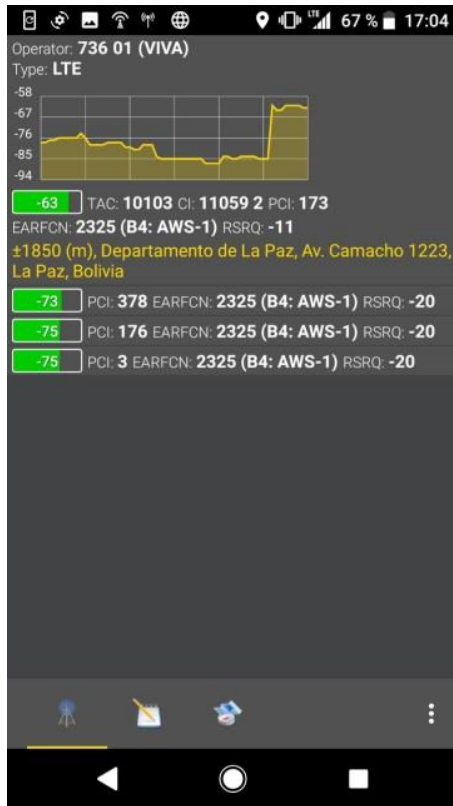 LTE 67 % 17:04
Operator: 736 01 (VIVA)
Type: LTE
-58
-67
-76
-85
-94
-63 TAC: 10103 CI: 11059 2 PCI: 173
EARFCN: 2325 (B4: AWS-1) RSRQ: -11
±1850 (m), Departamento de La Paz, Av. Camacho 1223,
La Paz, Bolivia
-73 PCI: 378 EARFCN: 2325 (B4: AWS-1) RSRQ: -20
-75 PCI: 176 EARFCN: 2325 (B4: AWS-1) RSRQ: -20
-75 PCI: 3 EARFCN: 2325 (B4: AWS-1) RSRQ: -20